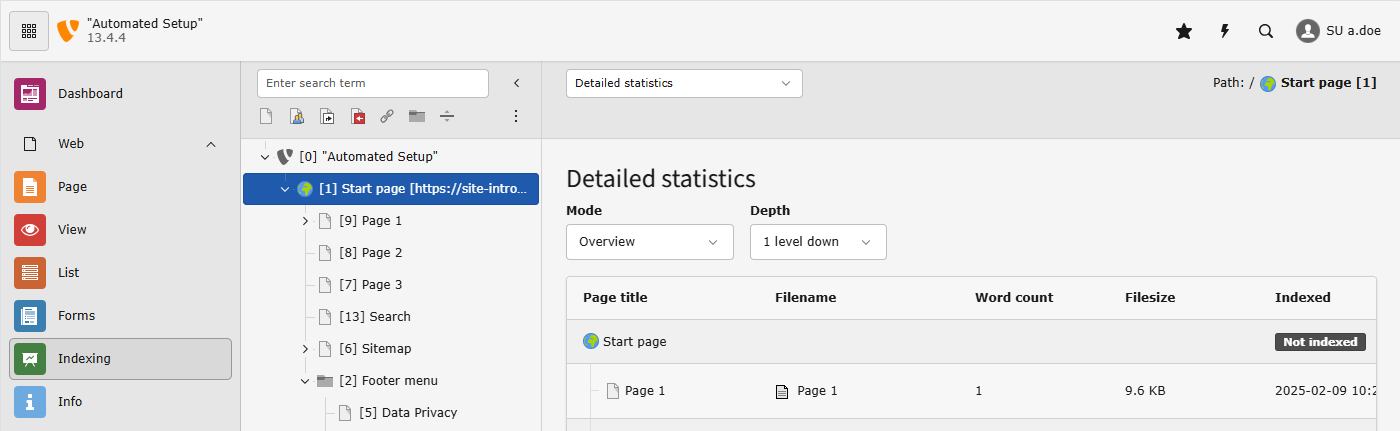 "Automated Setup"
13.4.4
SU a.doe
Dashboard
Web
Page
View
List
Forms
Indexing
Info
Enter search term
[0] "Automated Setup"
[1] Start page [https://site-intro...
[9] Page 1
[8] Page 2
[7] Page 3
[13] Search
[6] Sitemap
[2] Footer menu
[5] Data Privacy
Detailed statistics
Path: / Start page [1]
Detailed statistics
Mode Depth
Overview 1 level down
Page title Filename Word count Filesize Indexed
Start page Not indexed
Page 1 Page 1 1 9.6 KB 2025-02-09